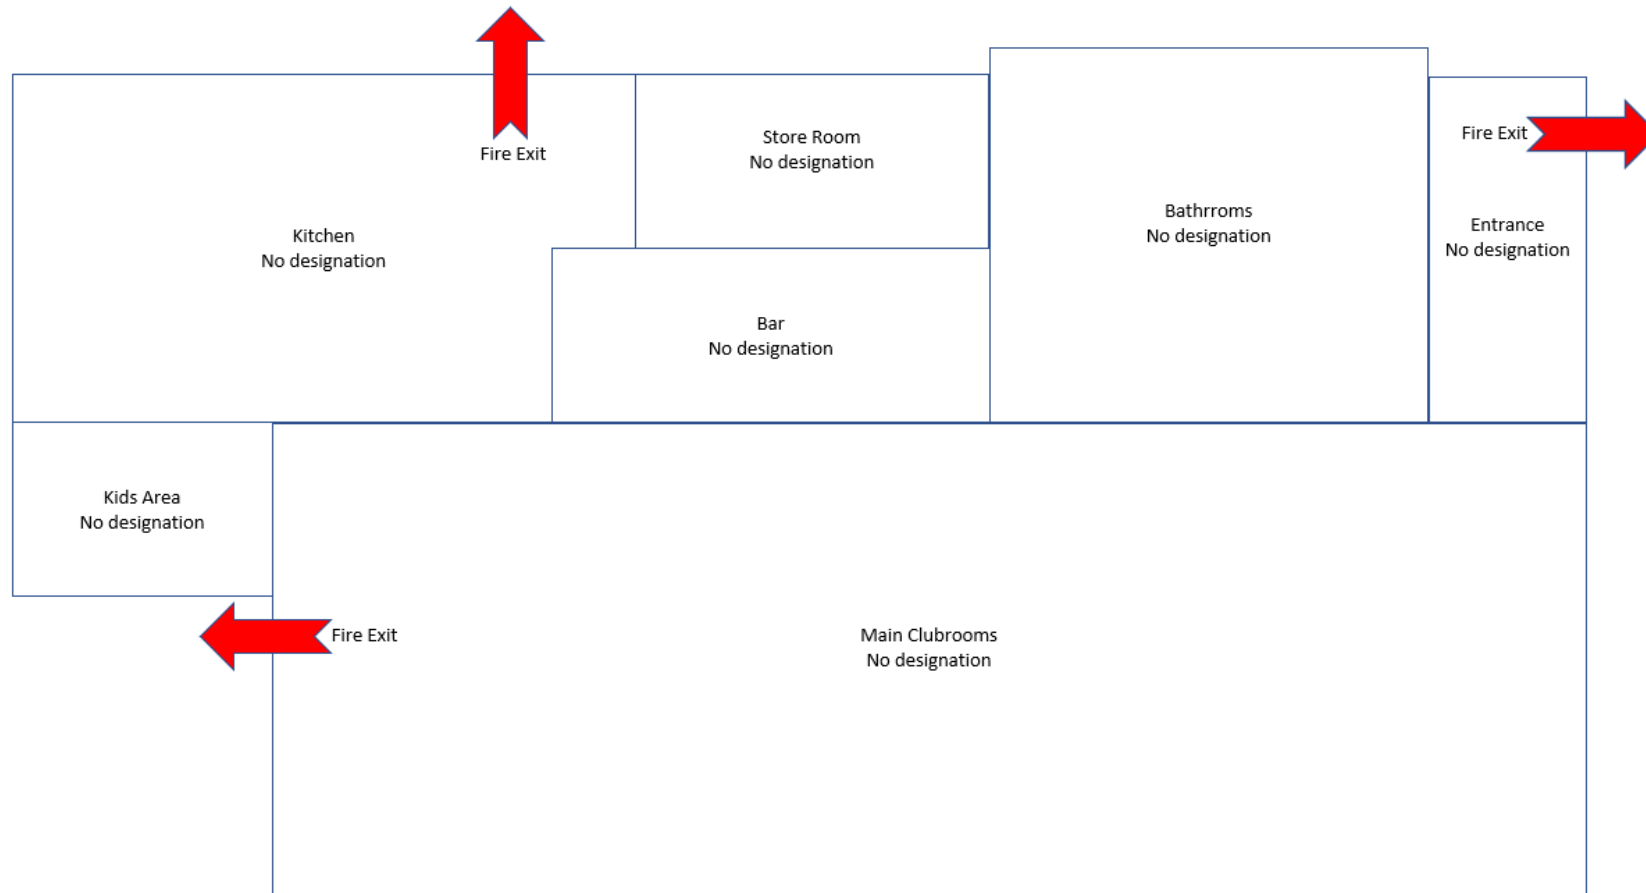 Fire Exit
Store Room
No designation
Fire Exit
Bathrroms
No designation
Entrance
No designation
Kitchen
No designation
Bar
No designation
Kids Area
No designation
Fire Exit
Main Clubrooms
No designation